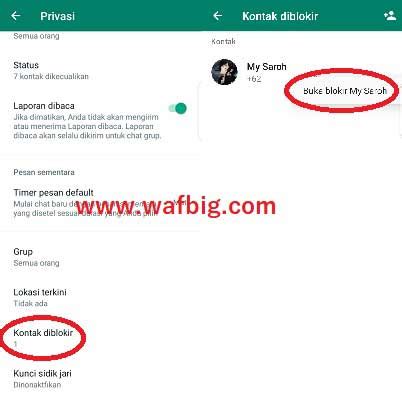 Privasi
Semua orang
Status
7 kontak dikecualikan
Laporan dibaca
Jika dimatikan, Anda tidak akan mengirim
atau menerima Laporan dibaca. Laporan
dibaca akan selalu dikirim untuk chat grup.
Pesan sementara
Timer pesan default
Mulai chat baru dengan pesan sementara
yang disetel sesuai durasi yang Anda pilih
Mati
www.wafbig.com
Grup
Semua orang
Lokasi terkini
Tidak ada
Kontak diblokir
1
Kunci sidik jari
Dinonaktifkan
Kontak diblokir
Kontak
My Saroh
+62
Buka blokir My Saroh